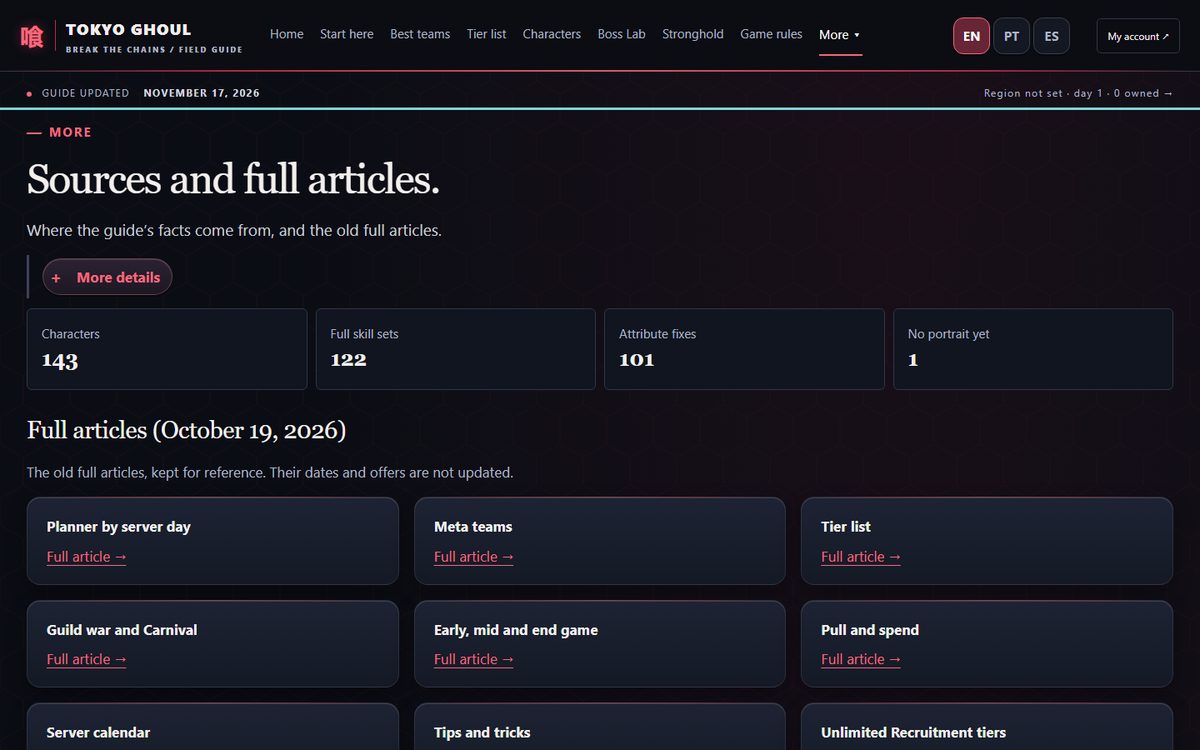 喰
TOKYO GHOUL
BREAK THE CHAINS / FIELD GUIDE
Home
Start here
Best teams
Tier list
Characters
Boss Lab
Stronghold
Game rules
More ▾
EN
PT
ES
My account ↗
GUIDE UPDATED NOVEMBER 17, 2026
Region not set · day 1 · 0 owned →
— MORE
Sources and full articles.
Where the guide's facts come from, and the old full articles.
+ More details
Characters
143
Full skill sets
122
Attribute fixes
101
No portrait yet
1
Full articles (October 19, 2026)
The old full articles, kept for reference. Their dates and offers are not updated.
Planner by server day
Full article →
Meta teams
Full article →
Tier list
Full article →
Guild war and Carnival
Full article →
Early, mid and end game
Full article →
Pull and spend
Full article →
Server calendar
Tips and tricks
Unlimited Recruitment tiers